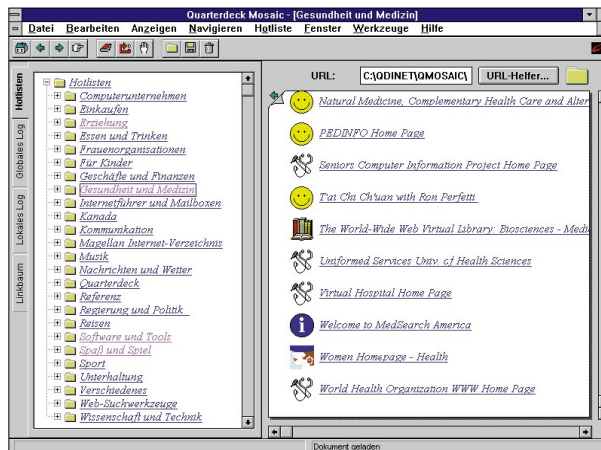 Quarterdeck Mosaic - [Gesundheit und Medizin]
Datei Bearbeiten Anzeigen Navigieren Hotliste Fenster Werkzeuge Hilfe
URL: C:\QDINET\QMOSAIC\ URL-Helfer...
Hotlisten
Globales Log
Lokales Log
Linkbaum
Hotlisten
Computerunternehmen
Einkaufen
Erziehung
Essen und Trinken
Frauenorganisationen
Für Kinder
Geschäfte und Finanzen
Gesundheit und Medizin
Internetführer und Mailboxen
Kanada
Kommunikation
Magellan Internet-Verzeichnis
Musik
Nachrichten und Wetter
Quarterdeck
Referenz
Regierung und Politik
Reisen
Software und Tools
Spaß und Spiel
Sport
Unterhaltung
Verschiedenes
Web-Suchwerkzeuge
Wissenschaft und Technik
Natural Medicine, Complementary Health Care and Alter
PEDINFO Home Page
Seniors Computer Information Project Home Page
T'ai Chi Ch'uan with Ron Perfetti
The World-Wide Web Virtual Library: Biosciences - Medi
Uniformed Services Univ. of Health Sciences
Virtual Hospital Home Page
Welcome to MedSearch America
Women Homepage - Health
World Health Organization WWW Home Page
Dokument geladen